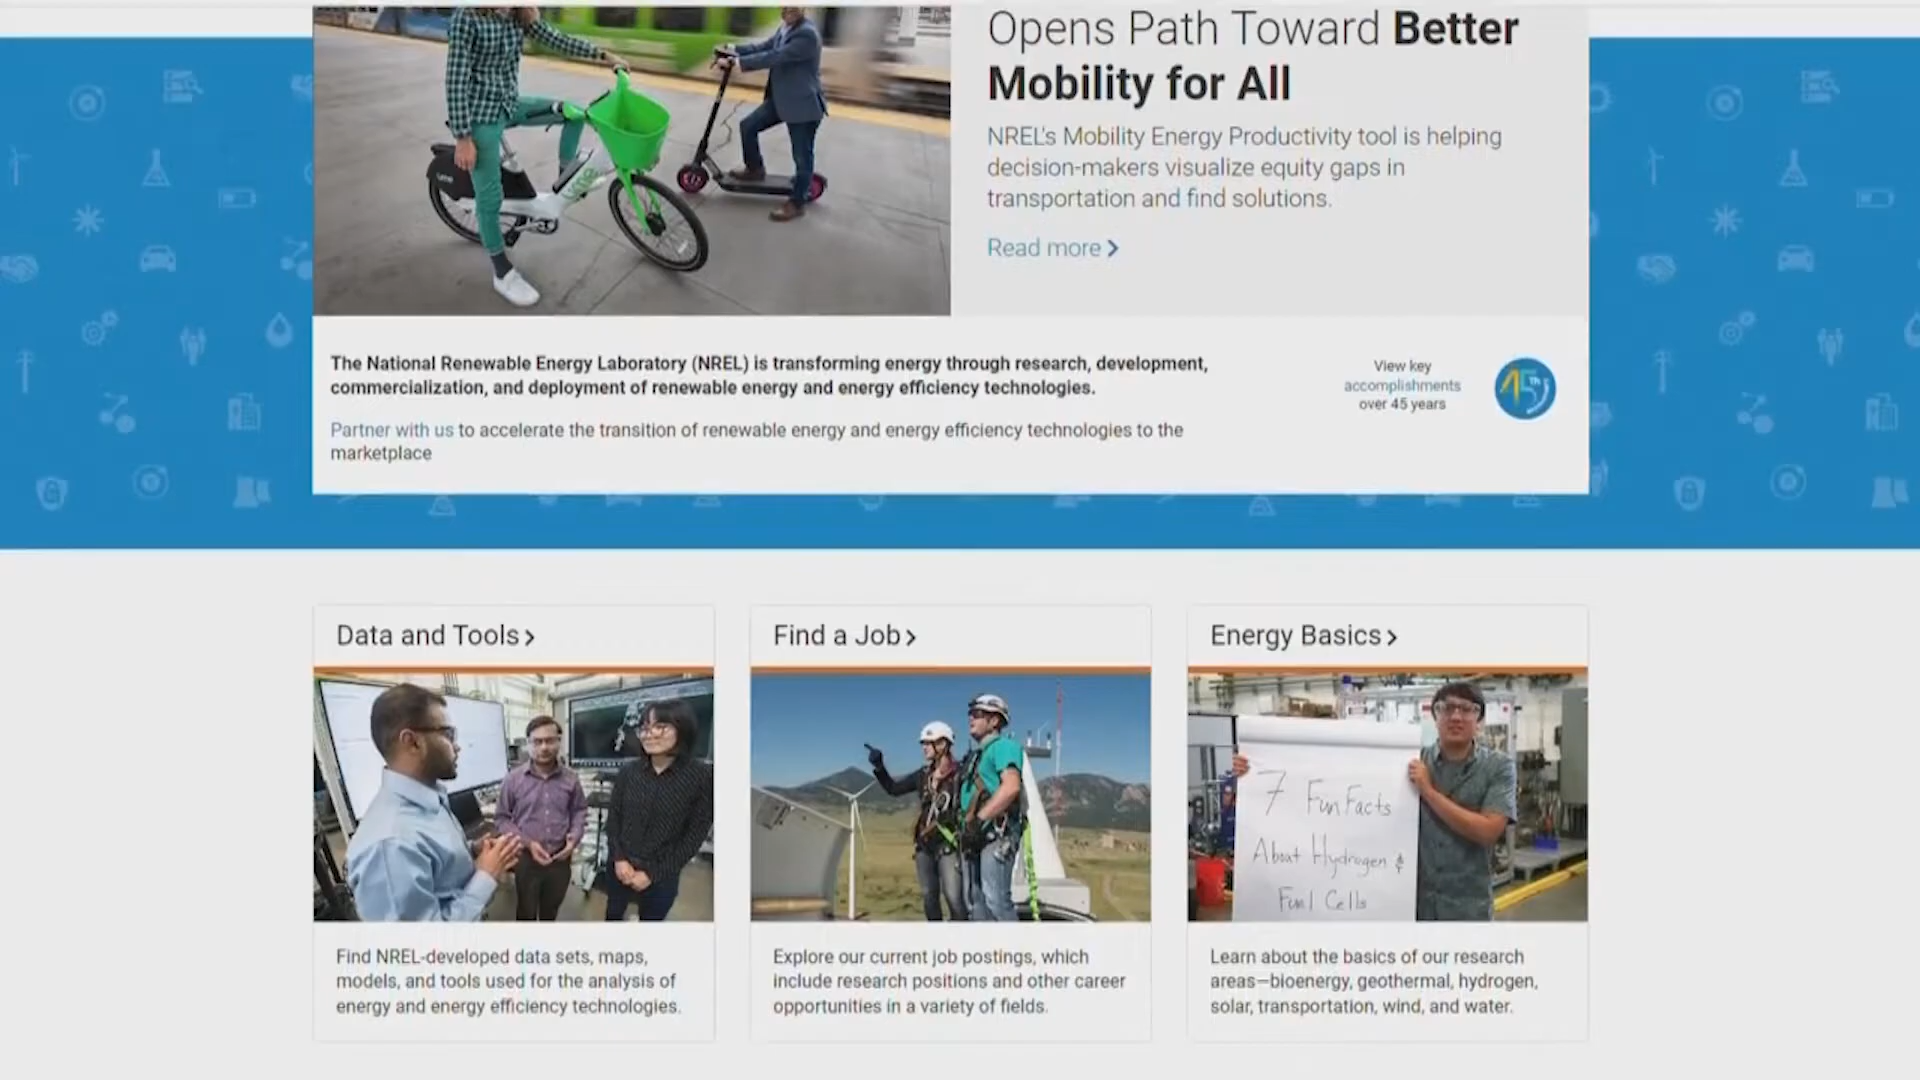 Opens Path Toward Better
Mobility for All
NREL's Mobility Energy Productivity tool is helping
decision-makers visualize equity gaps in
transportation and find solutions.
Read more
The National Renewable Energy Laboratory (NREL) is transforming energy through research, development,
commercialization, and deployment of renewable energy and energy efficiency technologies.
Partner with us to accelerate the transition of renewable energy and energy efficiency technologies to the
marketplace
View key
accomplishments
over 45 years
45th
Data and Tools
Find a Job
Energy Basics
7 Fun Facts
About Hydrogen &
Fuel Cells
Find NREL-developed data sets, maps,
models, and tools used for the analysis of
energy and energy efficiency technologies.
Explore our current job postings, which
include research positions and other career
opportunities in a variety of fields.
Learn about the basics of our research
areas—bioenergy, geothermal, hydrogen,
solar, transportation, wind, and water.